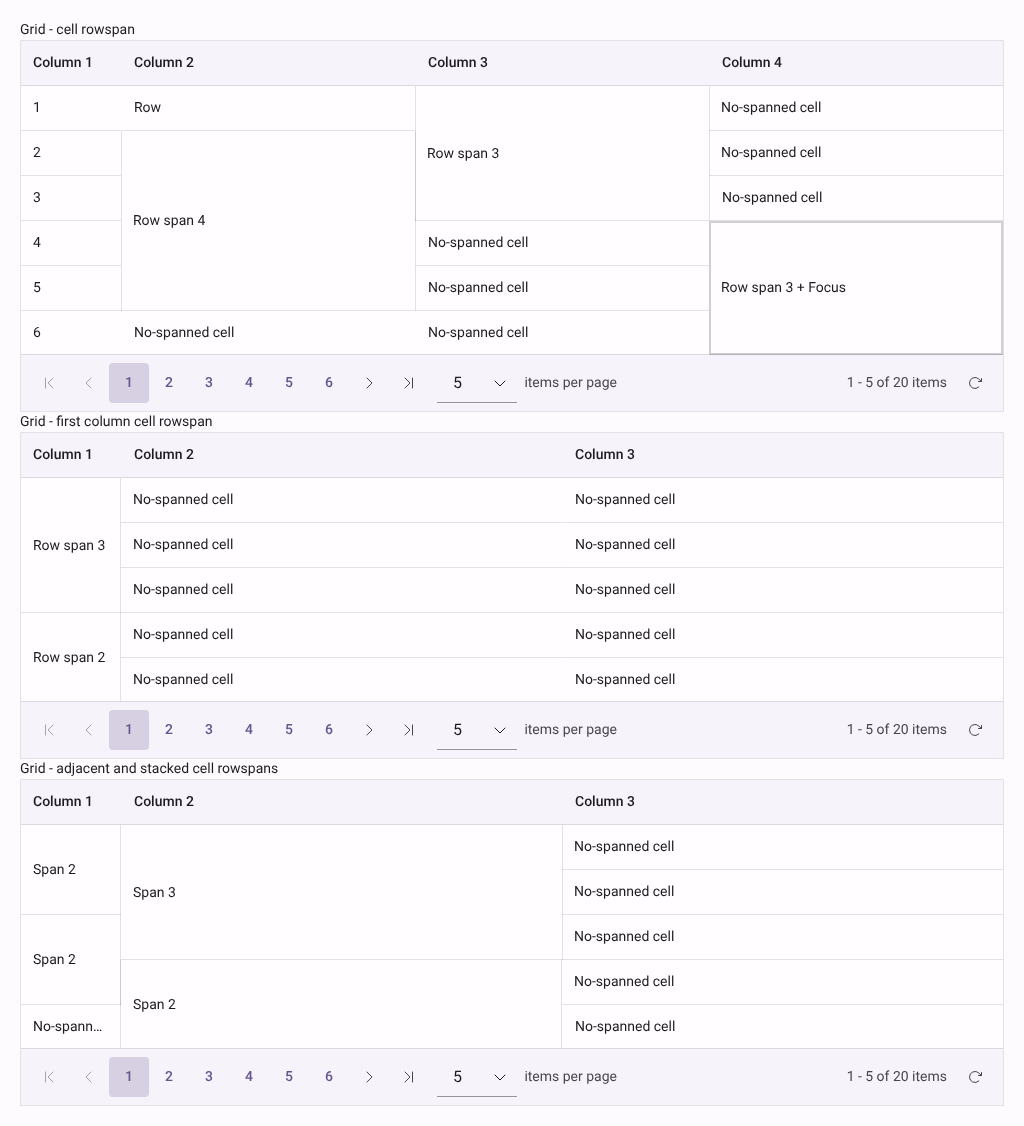 Grid - cell rowspan
Column 1 Column 2 Column 3 Column 4
1 Row No-spanned cell
2 Row span 3 No-spanned cell
3 No-spanned cell
Row span 4
4 No-spanned cell
5 No-spanned cell Row span 3 + Focus
6 No-spanned cell No-spanned cell
1 2 3 4 5 6 5 items per page 1 - 5 of 20 items
Grid - first column cell rowspan
Column 1 Column 2 Column 3
No-spanned cell No-spanned cell
Row span 3 No-spanned cell No-spanned cell
No-spanned cell No-spanned cell
No-spanned cell No-spanned cell
Row span 2
No-spanned cell No-spanned cell
1 2 3 4 5 6 5 items per page 1 - 5 of 20 items
Grid - adjacent and stacked cell rowspans
Column 1 Column 2 Column 3
No-spanned cell
Span 2
Span 3 No-spanned cell
No-spanned cell
Span 2
No-spanned cell
Span 2
No-spann... No-spanned cell
1 2 3 4 5 6 5 items per page 1 - 5 of 20 items